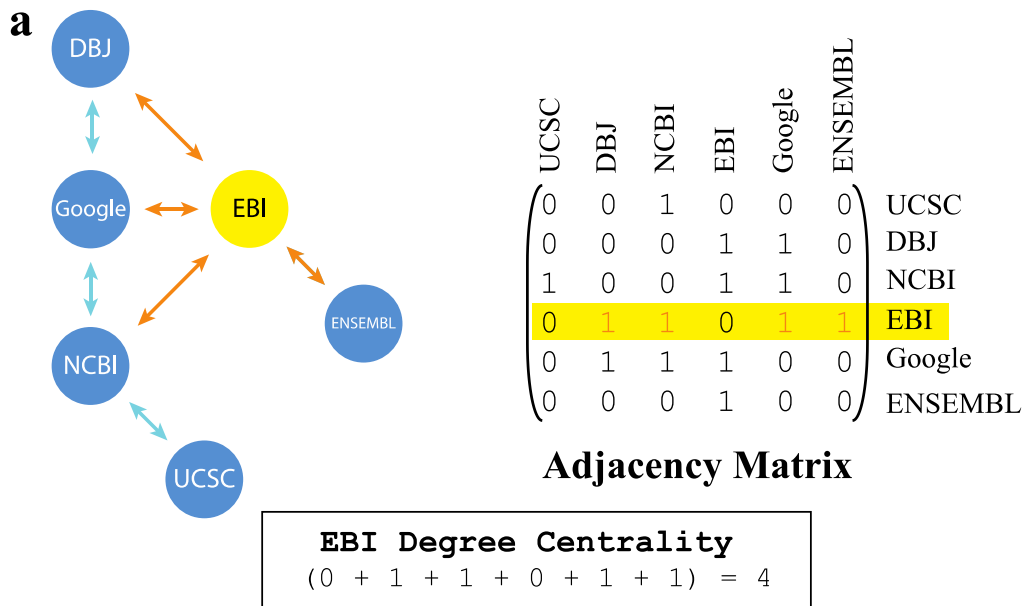 a
DBJ
Google
EBI
ENSEMBL
NCBI
UCSC
UCSC DBJ NCBI EBI Google ENSEMBL
0 0 1 0 0 0 UCSC
0 0 0 1 1 0 DBJ
1 0 0 1 1 0 NCBI
0 1 1 0 1 1 EBI
0 1 1 1 0 0 Google
0 0 0 1 0 0 ENSEMBL
Adjacency Matrix
EBI Degree Centrality
(0 + 1 + 1 + 0 + 1 + 1) = 4